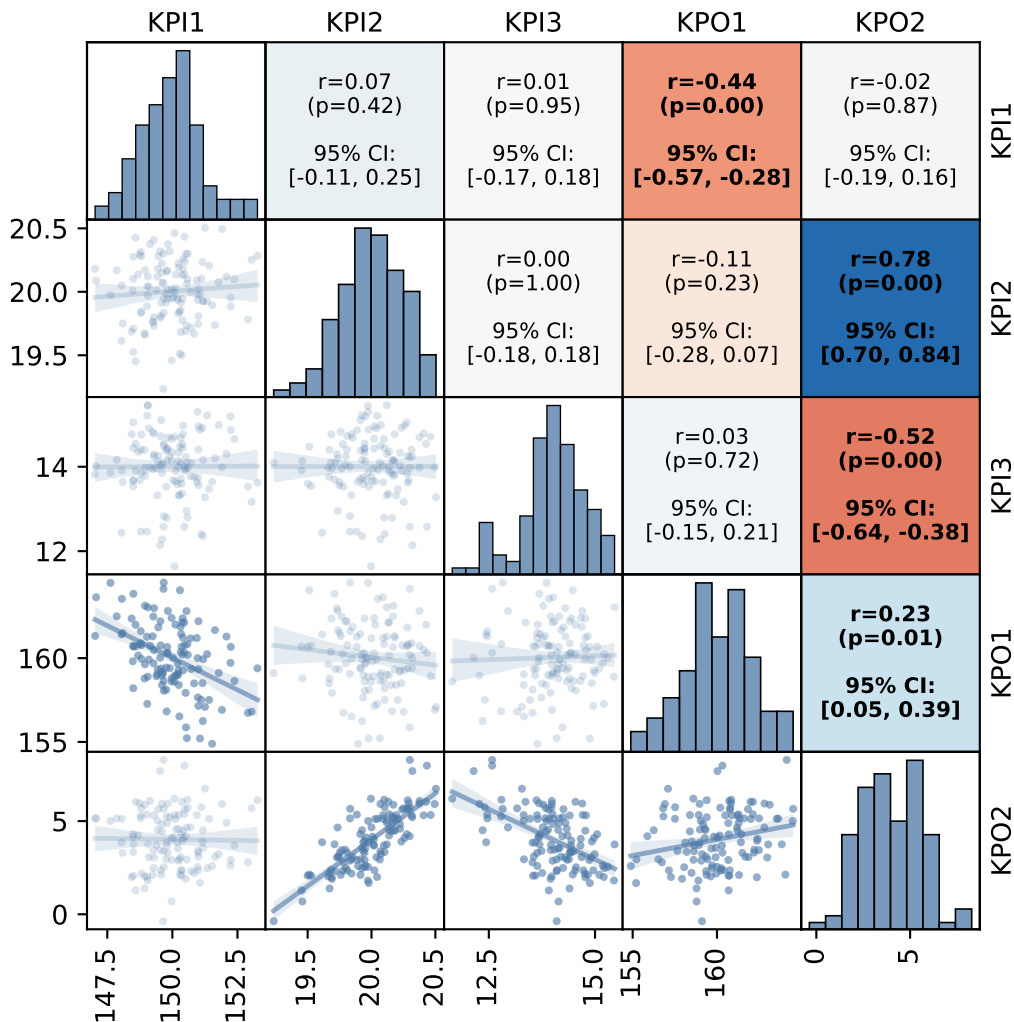 KPI1 KPI2 KPI3 KPO1 KPO2
r=0.07
(p=0.42)
95% CI:
[-0.11, 0.25]
r=0.01
(p=0.95)
95% CI:
[-0.17, 0.18]
r=-0.44
(p=0.00)
95% CI:
[-0.57, -0.28]
r=-0.02
(p=0.87)
95% CI:
[-0.19, 0.16]
KPI1
20.5
20.0
19.5
r=0.00
(p=1.00)
95% CI:
[-0.18, 0.18]
r=-0.11
(p=0.23)
95% CI:
[-0.28, 0.07]
r=0.78
(p=0.00)
95% CI:
[0.70, 0.84]
KPI2
14
12
r=0.03
(p=0.72)
95% CI:
[-0.15, 0.21]
r=-0.52
(p=0.00)
95% CI:
[-0.64, -0.38]
KPI3
160
155
r=0.23
(p=0.01)
95% CI:
[0.05, 0.39]
KPO1
5
0
KPO2
147.5 150.0 152.5 19.5 20.0 20.5 12.5 15.0 155 160 0 5